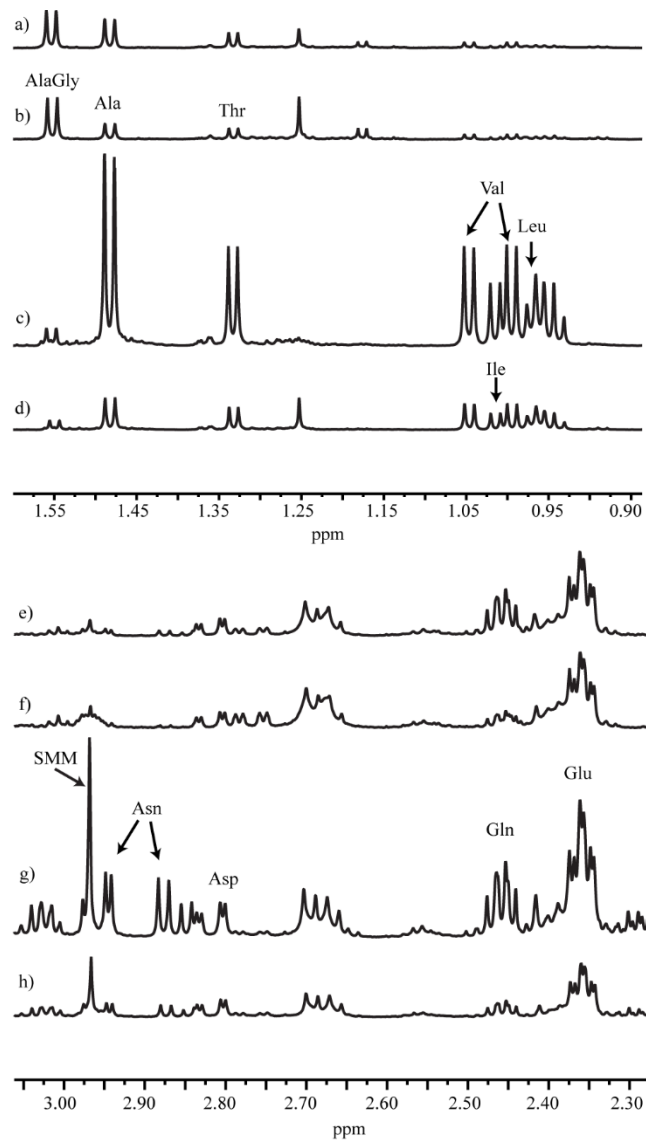 a)
AlaGly
Ala
Thr
b)
Val
Leu
c)
Ile
d)
1.55 1.45 1.35 1.25 1.15 1.05 0.95 0.90
ppm
e)
f)
SMM
Glu
Asn
Gln
Asp
g)
h)
3.00 2.90 2.80 2.70 2.60 2.50 2.40 2.30
ppm